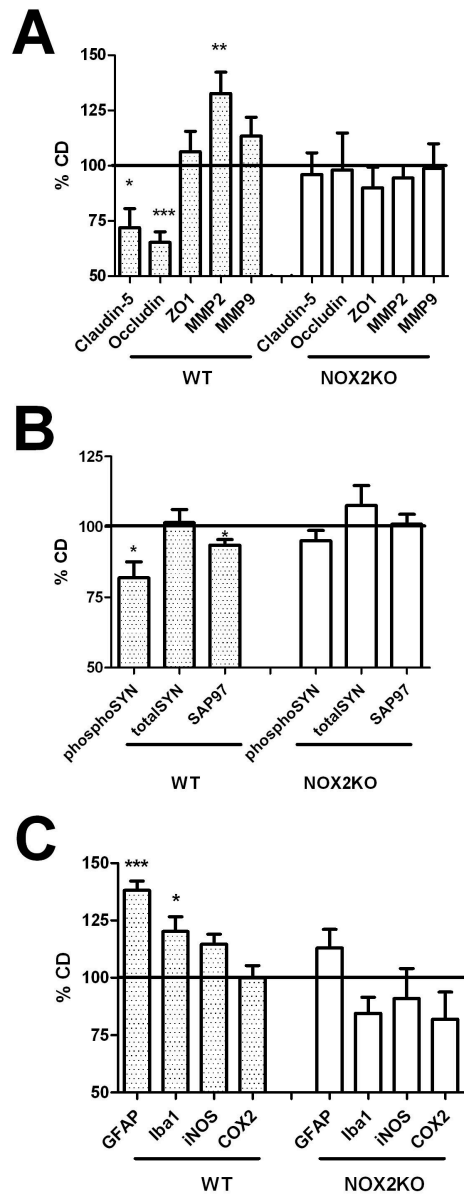 A
150
**
125
% CD
100
*
***
75
50
Claudin-5 Occludin ZO1 MMP2 MMP9 Claudin-5 Occludin ZO1 MMP2 MMP9
WT NOX2KO
B
125
% CD
100
*
*
75
50
phosphoSYN totalSYN SAP97 phosphoSYN totalSYN SAP97
WT NOX2KO
C
150
***
*
125
% CD
100
75
50
GFAP Iba1 iNOS COX2 GFAP Iba1 iNOS COX2
WT NOX2KO